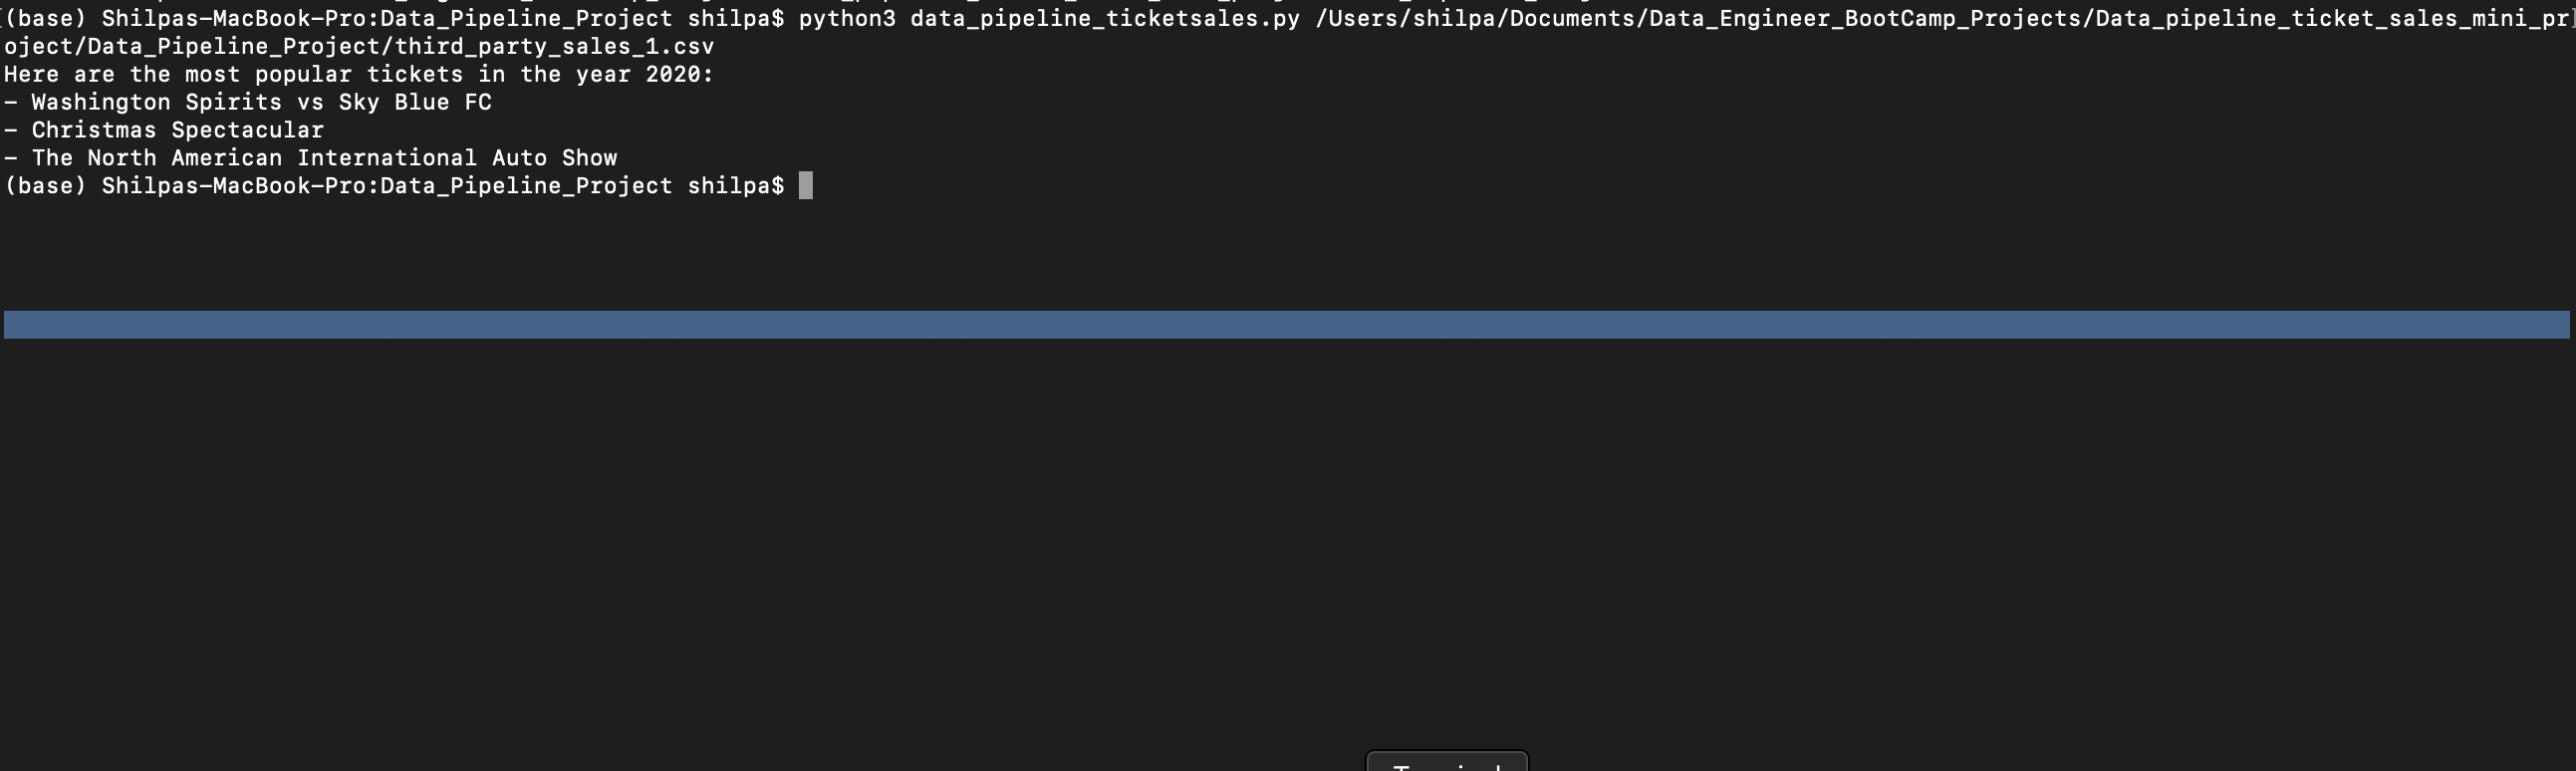 (base) Shilpas-MacBook-Pro:Data_Pipeline_Project shilpa$ python3 data_pipeline_ticketsales.py /Users/shilpa/Documents/Data_Engineer_BootCamp_Projects/Data_pipeline_ticket_sales_mini_pr
oject/Data_Pipeline_Project/third_party_sales_1.csv
Here are the most popular tickets in the year 2020:
- Washington Spirits vs Sky Blue FC
- Christmas Spectacular
- The North American International Auto Show
(base) Shilpas-MacBook-Pro:Data_Pipeline_Project shilpa$